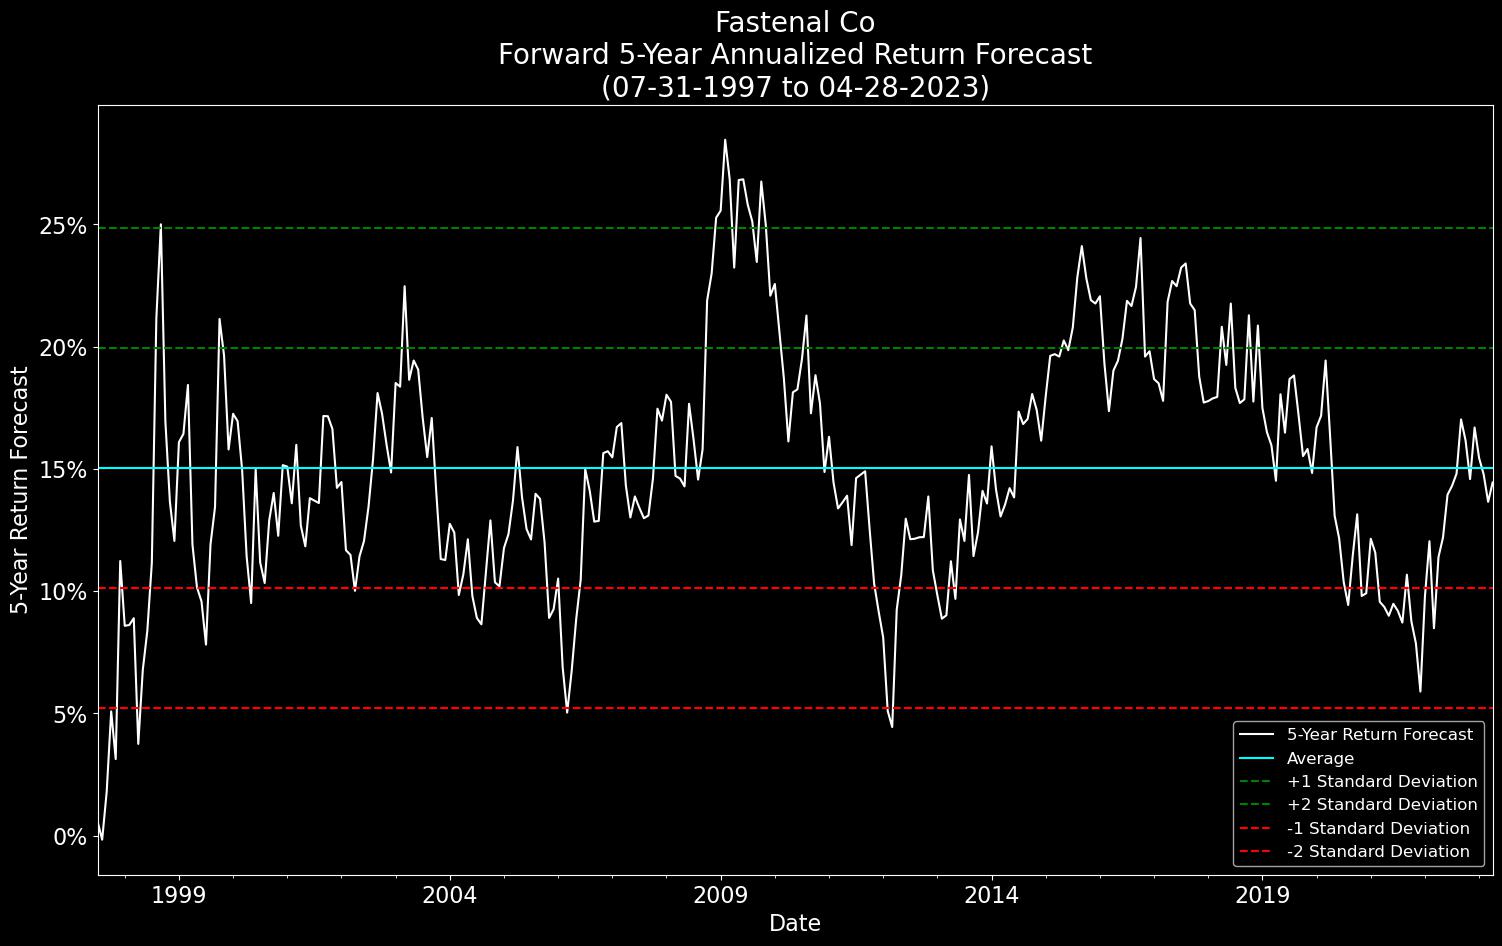 Fastenal Co
Forward 5-Year Annualized Return Forecast
(07-31-1997 to 04-28-2023)
5-Year Return Forecast
25%
20%
15%
10%
5%
0%
5-Year Return Forecast
Average
+1 Standard Deviation
+2 Standard Deviation
-1 Standard Deviation
-2 Standard Deviation
1999
2004
2009
2014
2019
Date